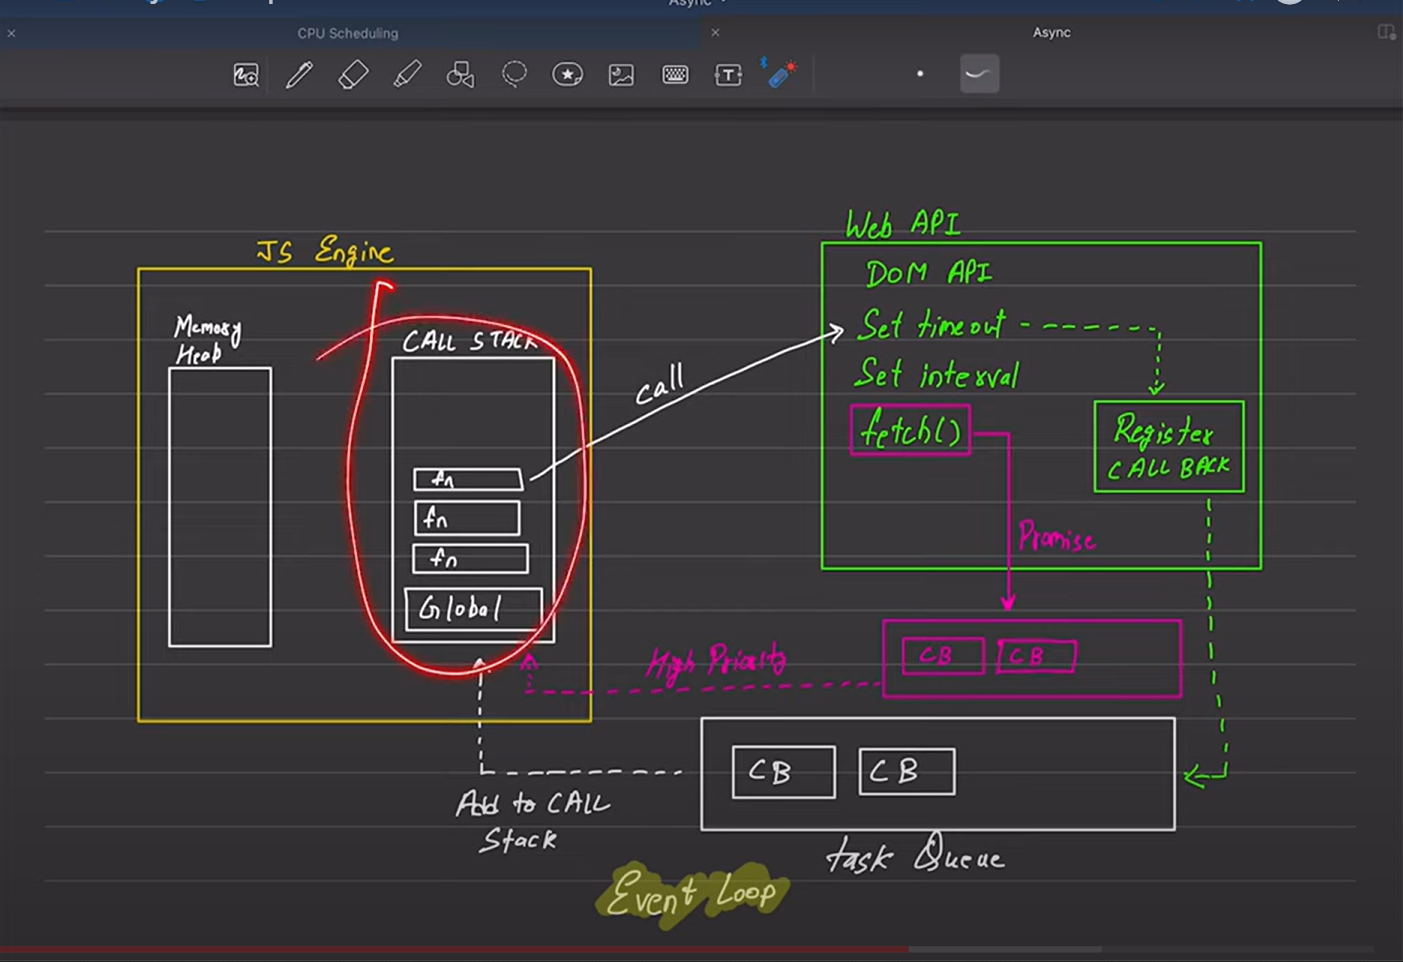 Async
CPU Scheduling
Async
T
JS Engine
Memory
Heap
CALL STACK
fn
fn
fn
Global
call
Web API
DOM API
Set timeout
Set interval
fetch()
Register
CALL BACK
Promise
High Priority
CB CB
CB CB
Add to CALL
Stack
task Queue
Event Loop